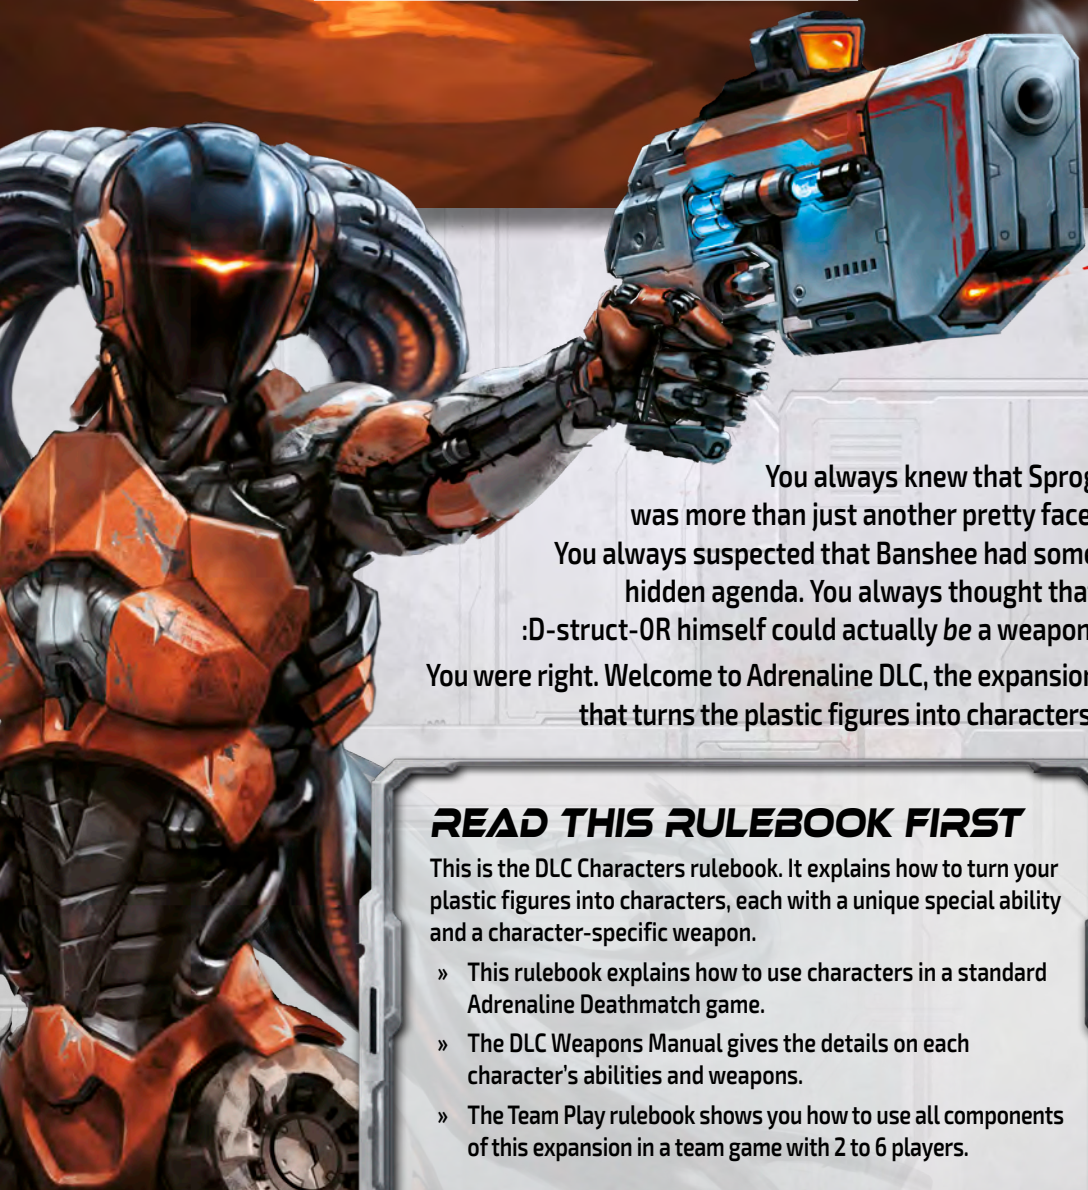 You always knew that Sprog
was more than just another pretty face
You always suspected that Banshee had some
hidden agenda. You always thought tha
:D-struct-0R himself could actually be a weapon
You were right. Welcome to Adrenaline DLC, the expansion
that turns the plastic figures into characters
READ THIS RULEBOOK FIRST
This is the DLC Characters rulebook. It explains how to turn your
plastic figures into characters, each with a unique special ability
and a character-specific weapon.
» This rulebook explains how to use characters in a standard
Adrenaline Deathmatch game.
» The DLC Weapons Manual gives the details on each
character's abilities and weapons.
» The Team Play rulebook shows you how to use all components
of this expansion in a team game with 2 to 6 players.